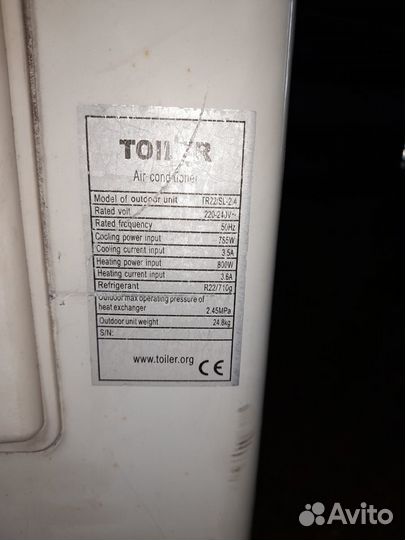 TOILER
Air conditioner
Model of outdoor unit TR22/SL-2.4
Rated volt 220-240V~
Rated frequency 50Hz
Cooling power input 755W
Cooling current input 3.5A
Heating power input 800W
Heating current input 3.6A
Refrigerant R22/710g
Outdoor max operating pressure of
heat exchanger 2.45MPa
Outdoor unit weight 24.8kg
S/N:
www.toiler.org
CE
Avito